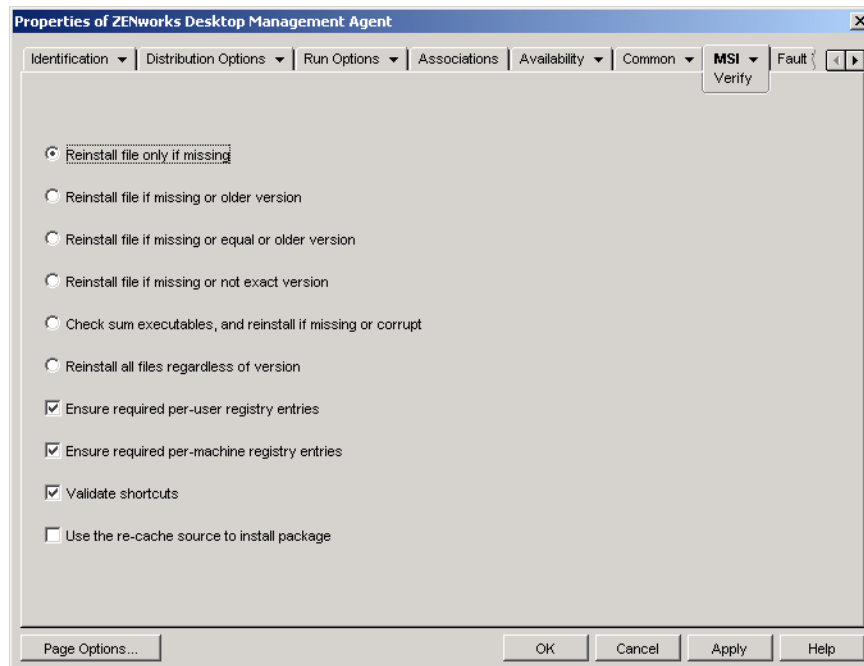 Properties of ZENworks Desktop Management Agent
Identification Distribution Options Run Options Associations Availability Common MSI Fault
Verify
Reinstall file only if missing
Reinstall file if missing or older version
Reinstall file if missing or equal or older version
Reinstall file if missing or not exact version
Check sum executables, and reinstall if missing or corrupt
Reinstall all files regardless of version
Ensure required per-user registry entries
Ensure required per-machine registry entries
Validate shortcuts
Use the re-cache source to install package
Page Options... OK Cancel Apply Help